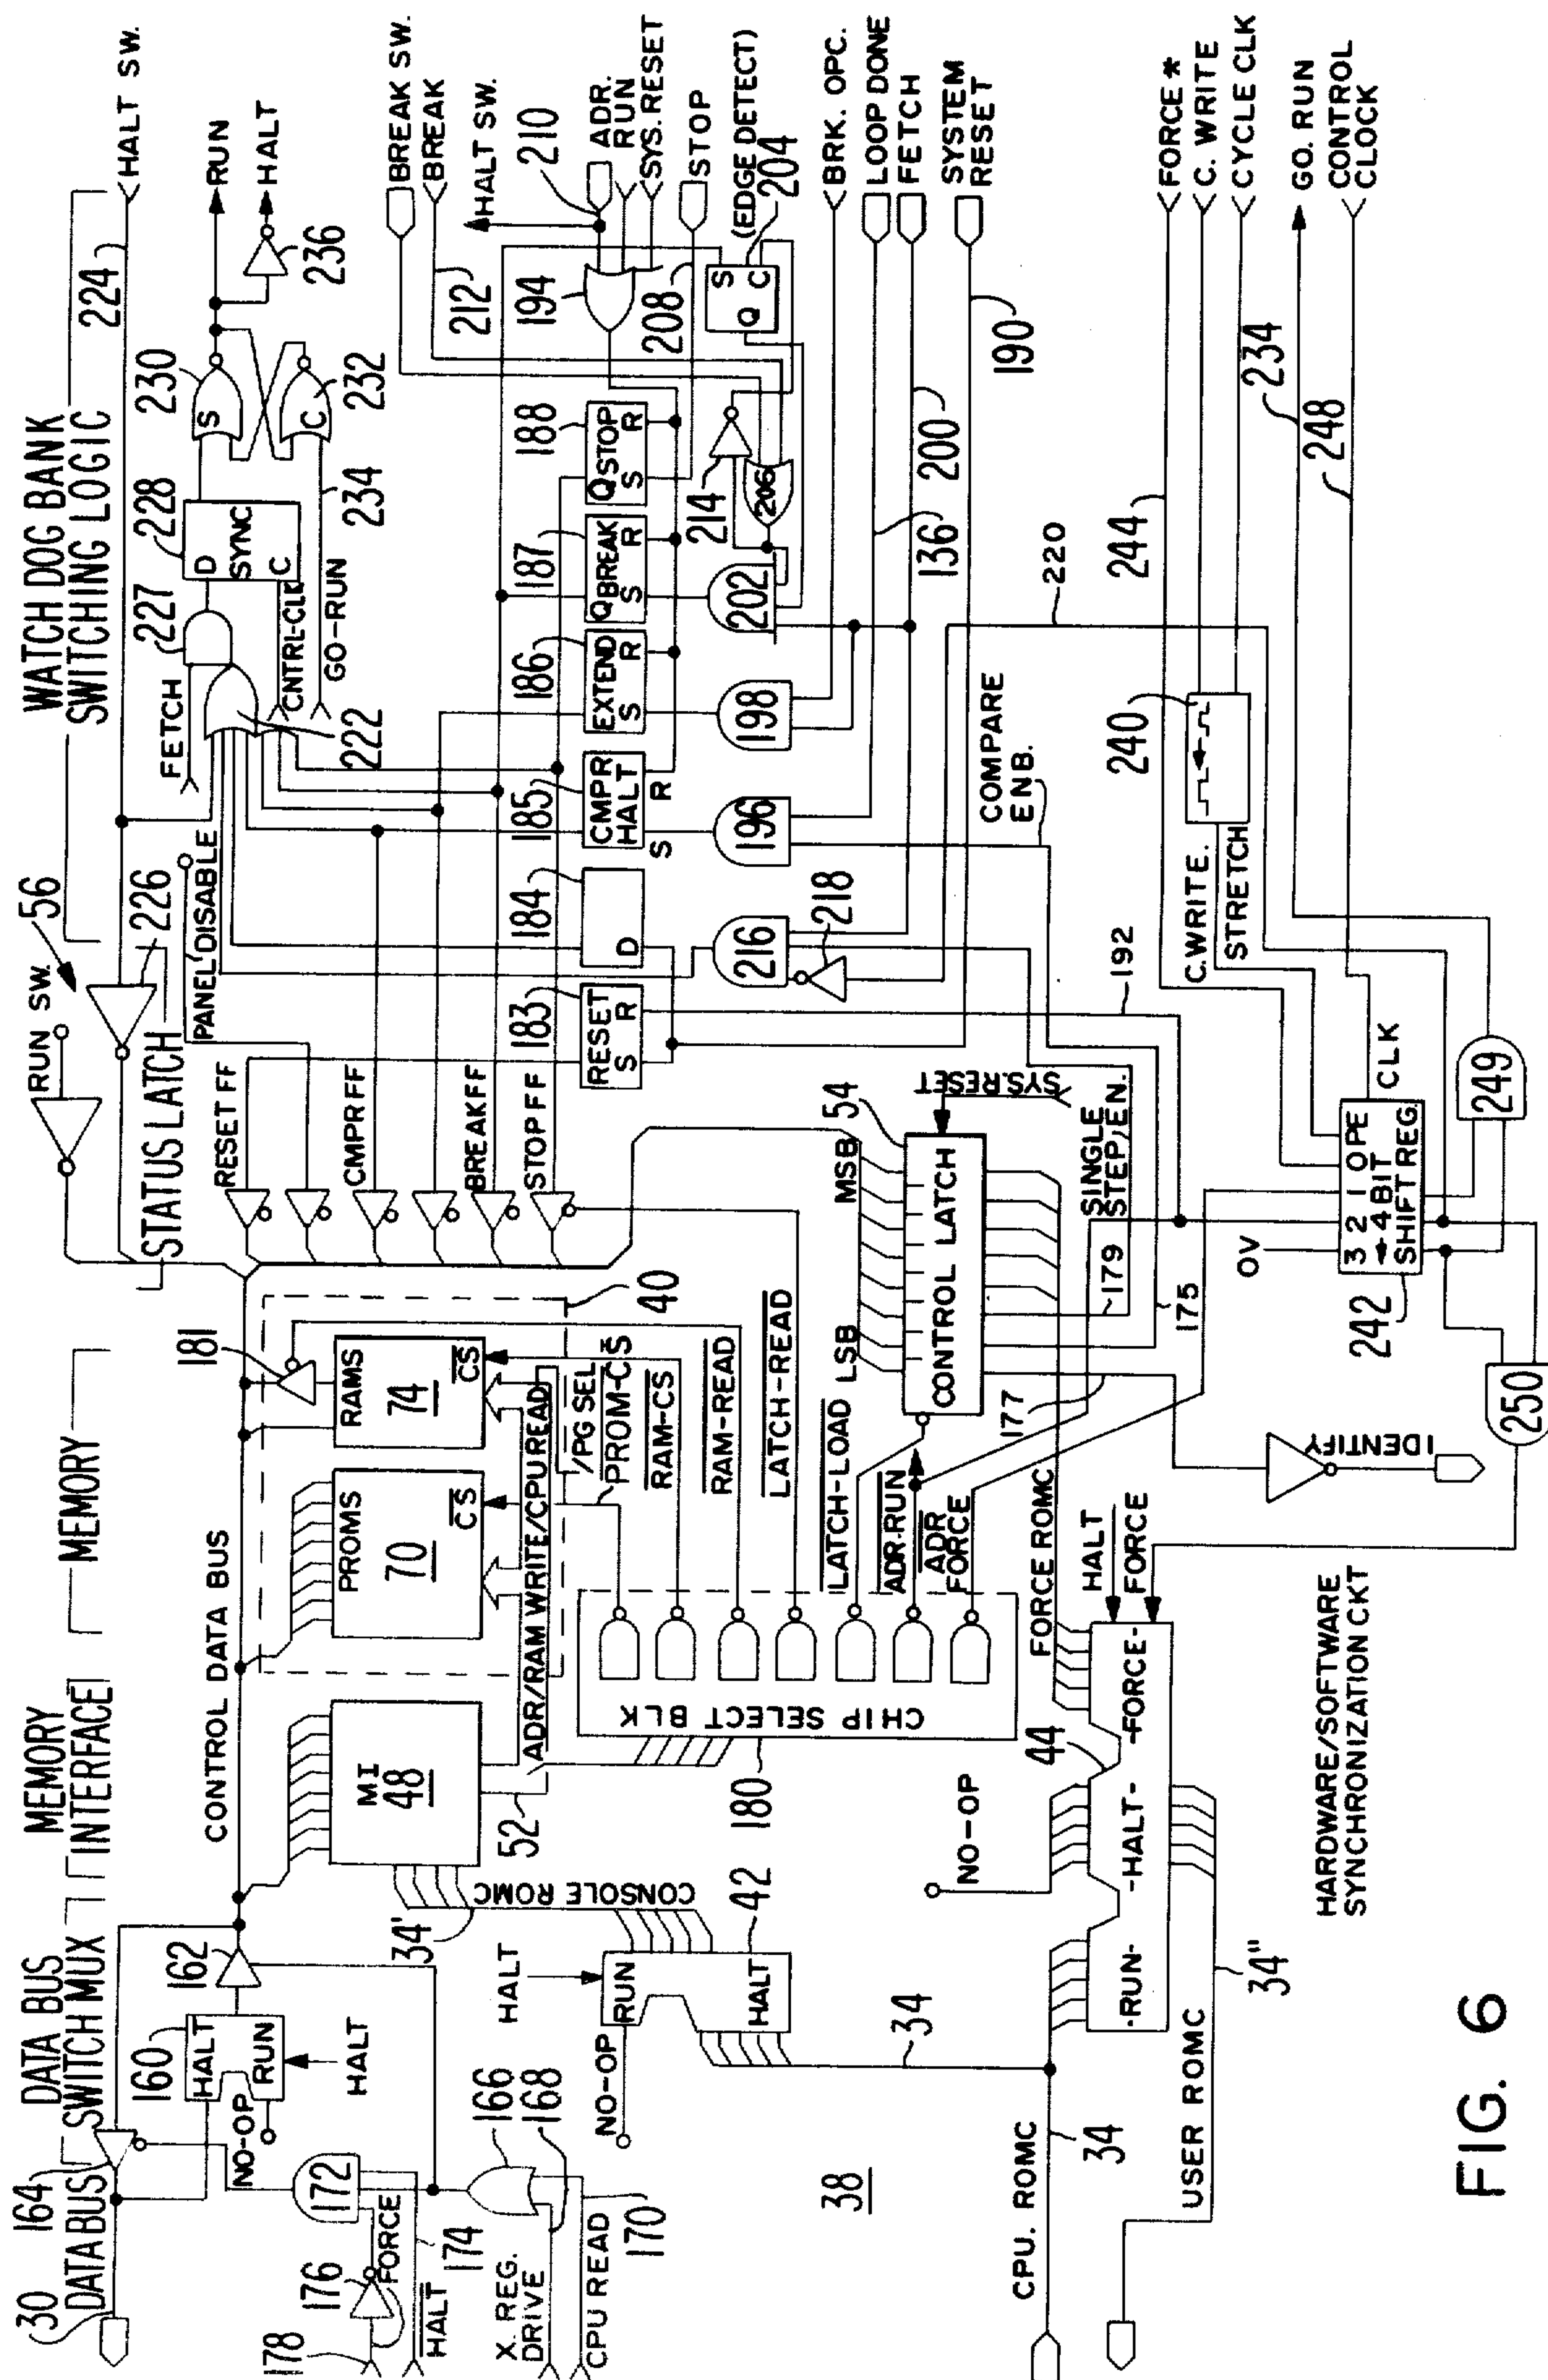 WATCH DOG BANK
SWITCHING LOGIC
MEMORY
MEMORY
INTERFACE
DATA BUS
SWITCH MUX
STATUS LATCH
56
RUN SW.
226
224
HALT SW.
RUN
HALT
236
230
232
S
C
228
D
SYNC
C
227
FETCH
CNTRL-CLK
GO-RUN
234
222
PANEL DISABLE
BREAK SW.
BREAK
212
HALT SW.
210
ADR.
RUN
SYS.RESET
STOP
194
208
(EDGE DETECT)
204
S
Q
C
BRK. OPC.
LOOP DONE
FETCH
SYSTEM
RESET
190
200
136
188
Q STOP
S R
187
Q BREAK
S R
186
EXTEND
S R
185
CMPR
HALT
S R
184
D
183
RESET
S R
214
206
202
198
196
216
218
COMPARE
ENB.
192
220
RESET FF
CMPR FF
BREAK FF
STOP FF
CONTROL DATA BUS
181
RAMS
74
CS
40
PROMS
70
CS
MI
48
52
ADR/RAM WRITE/CPU READ
/PG SEL
PROM-CS
RAM-CS
RAM-READ
LATCH-READ
LATCH-LOAD
ADR-RUN
ADR
FORCE
CHIP SELECT BLK
180
LSB
MSB
54
CONTROL LATCH
SYS.RESET
SINGLE
STEP, EN.
179
175
177
FORCE ROMC
IDENTIFY
30
164
DATA BUS
160
HALT
RUN
NO-OP
HALT
162
172
FORCE
174
HALT
176
178
166
168
X. REG.
DRIVE
CPU READ
170
CONSOLE ROMC
34'
42
HALT
RUN
HALT
NO-OP
34
38
CPU. ROMC
34
USER ROMC
34"
NO-OP
44
-RUN-
-HALT-
-FORCE-
HALT
FORCE
HARDWARE/SOFTWARE
SYNCHRONIZATION CKT
FORCE *
C. WRITE
CYCLE CLK
GO. RUN
CONTROL
CLOCK
244
240
234
248
C.WRITE.
STRETCH
0V
3 2 1 0 PE
4 BIT
SHIFT REG.
CLK
242
249
250
FIG. 6